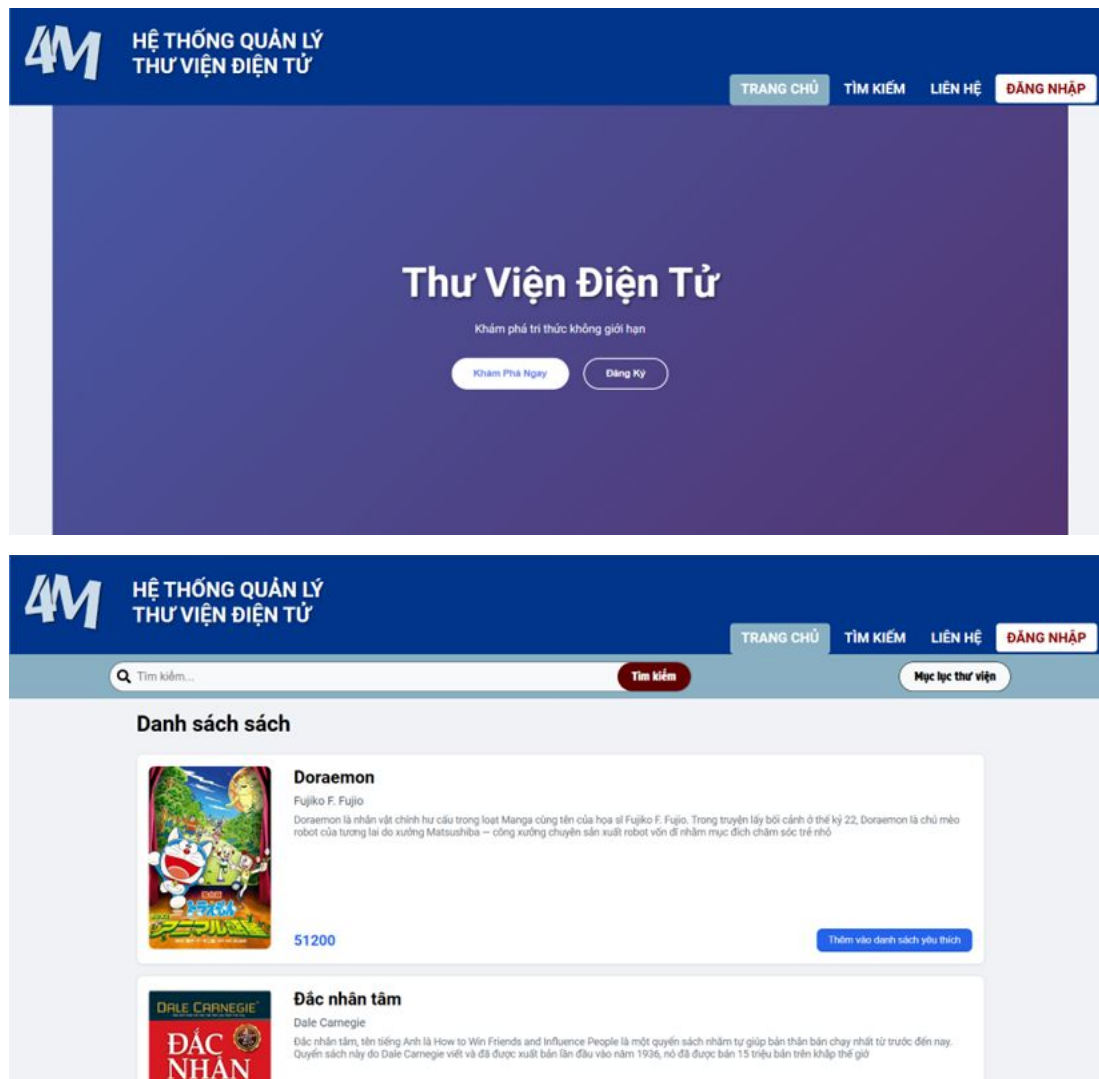 4M
HỆ THỐNG QUẢN LÝ
THƯ VIỆN ĐIỆN TỬ
TRANG CHỦ TÌM KIẾM LIÊN HỆ ĐĂNG NHẬP
Thư Viện Điện Tử
Khám phá tri thức không giới hạn
Khám Phá Ngay Đăng Ký
4M
HỆ THỐNG QUẢN LÝ
THƯ VIỆN ĐIỆN TỬ
TRANG CHỦ TÌM KIẾM LIÊN HỆ ĐĂNG NHẬP
Tìm kiếm... Tìm kiếm Mục lục thư viện
Danh sách sách
Doraemon
Fujiko F. Fujio
Doraemon là nhân vật chính hư cấu trong loạt Manga cùng tên của họa sĩ Fujiko F. Fujio. Trong truyện lấy bối cảnh ở thế kỷ 22, Doraemon là chú mèo
robot của tương lai do xưởng Matsushiba — công xưởng chuyên sản xuất robot vốn dĩ nhằm mục đích chăm sóc trẻ nhỏ
ドラえもん
51200 Thêm vào danh sách yêu thích
Đắc nhân tâm
DALE CARNEGIE
Dale Carnegie
Đắc nhân tâm, tên tiếng Anh là How to Win Friends and Influence People là một quyển sách nhằm tự giúp bản thân bán chạy nhất từ trước đến nay.
Quyển sách này do Dale Carnegie viết và đã được xuất bản lần đầu vào năm 1936, nó đã được bán 15 triệu bản trên khắp thế giớ
ĐẮC
NHÂN